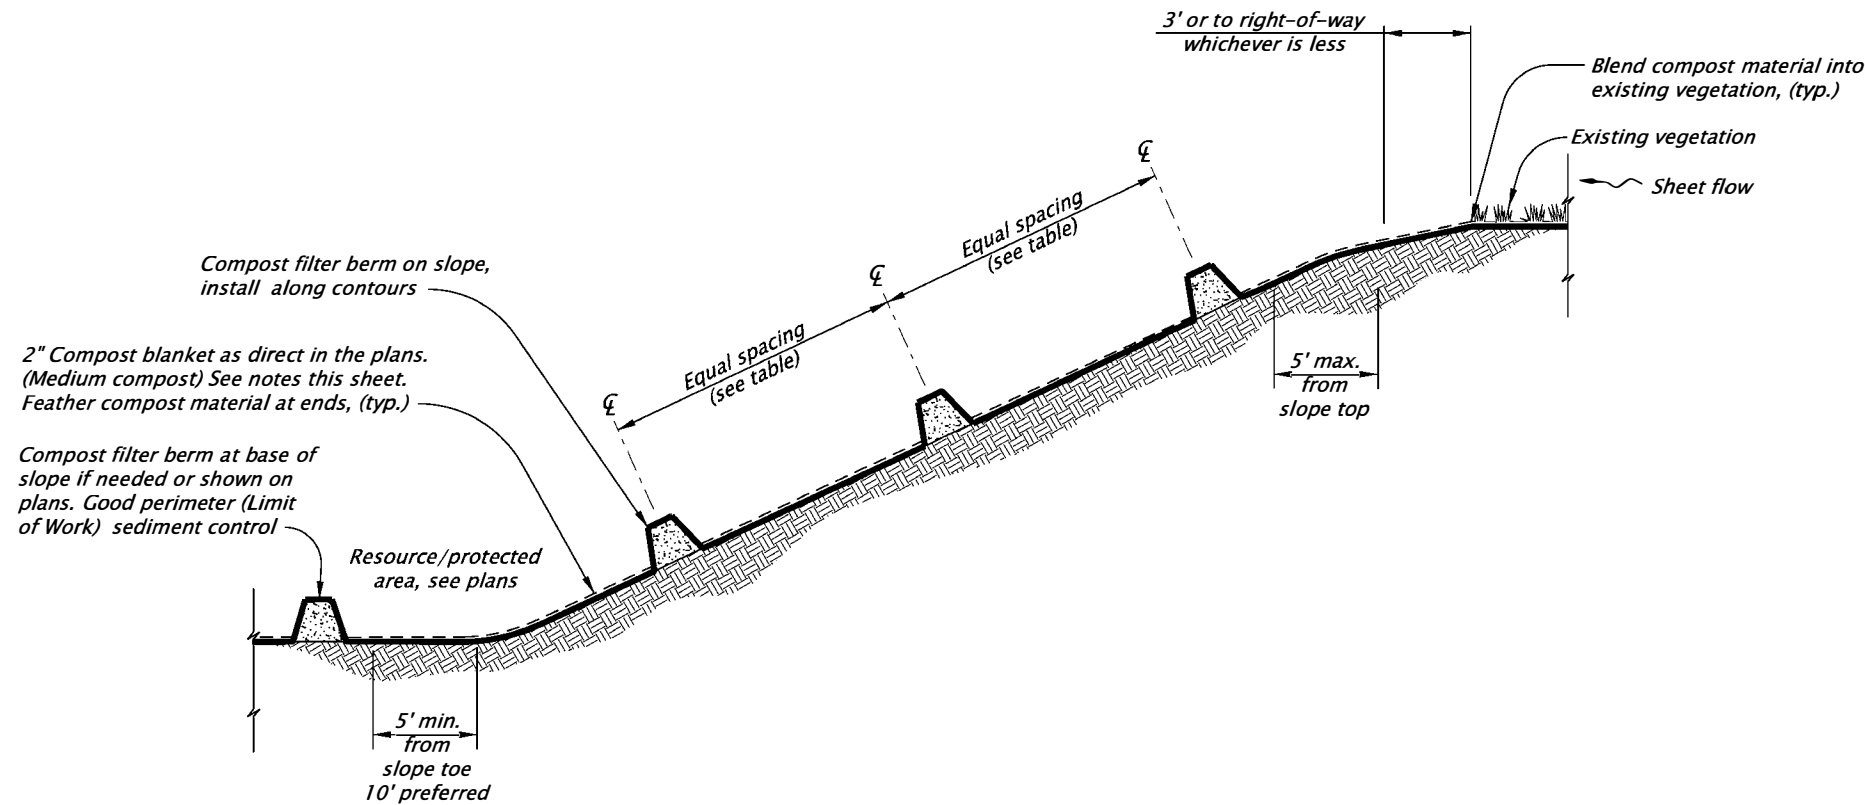 3' or to right-of-way
whichever is less
Blend compost material into
existing vegetation, (typ.)
Existing vegetation
Sheet flow
℄
Equal spacing
(see table)
℄
Equal spacing
(see table)
℄
Compost filter berm on slope,
install along contours
2" Compost blanket as direct in the plans.
(Medium compost) See notes this sheet.
Feather compost material at ends, (typ.)
Compost filter berm at base of
slope if needed or shown on
plans. Good perimeter (Limit
of Work) sediment control
Resource/protected
area, see plans
5' max.
from
slope top
5' min.
from
slope toe
10' preferred